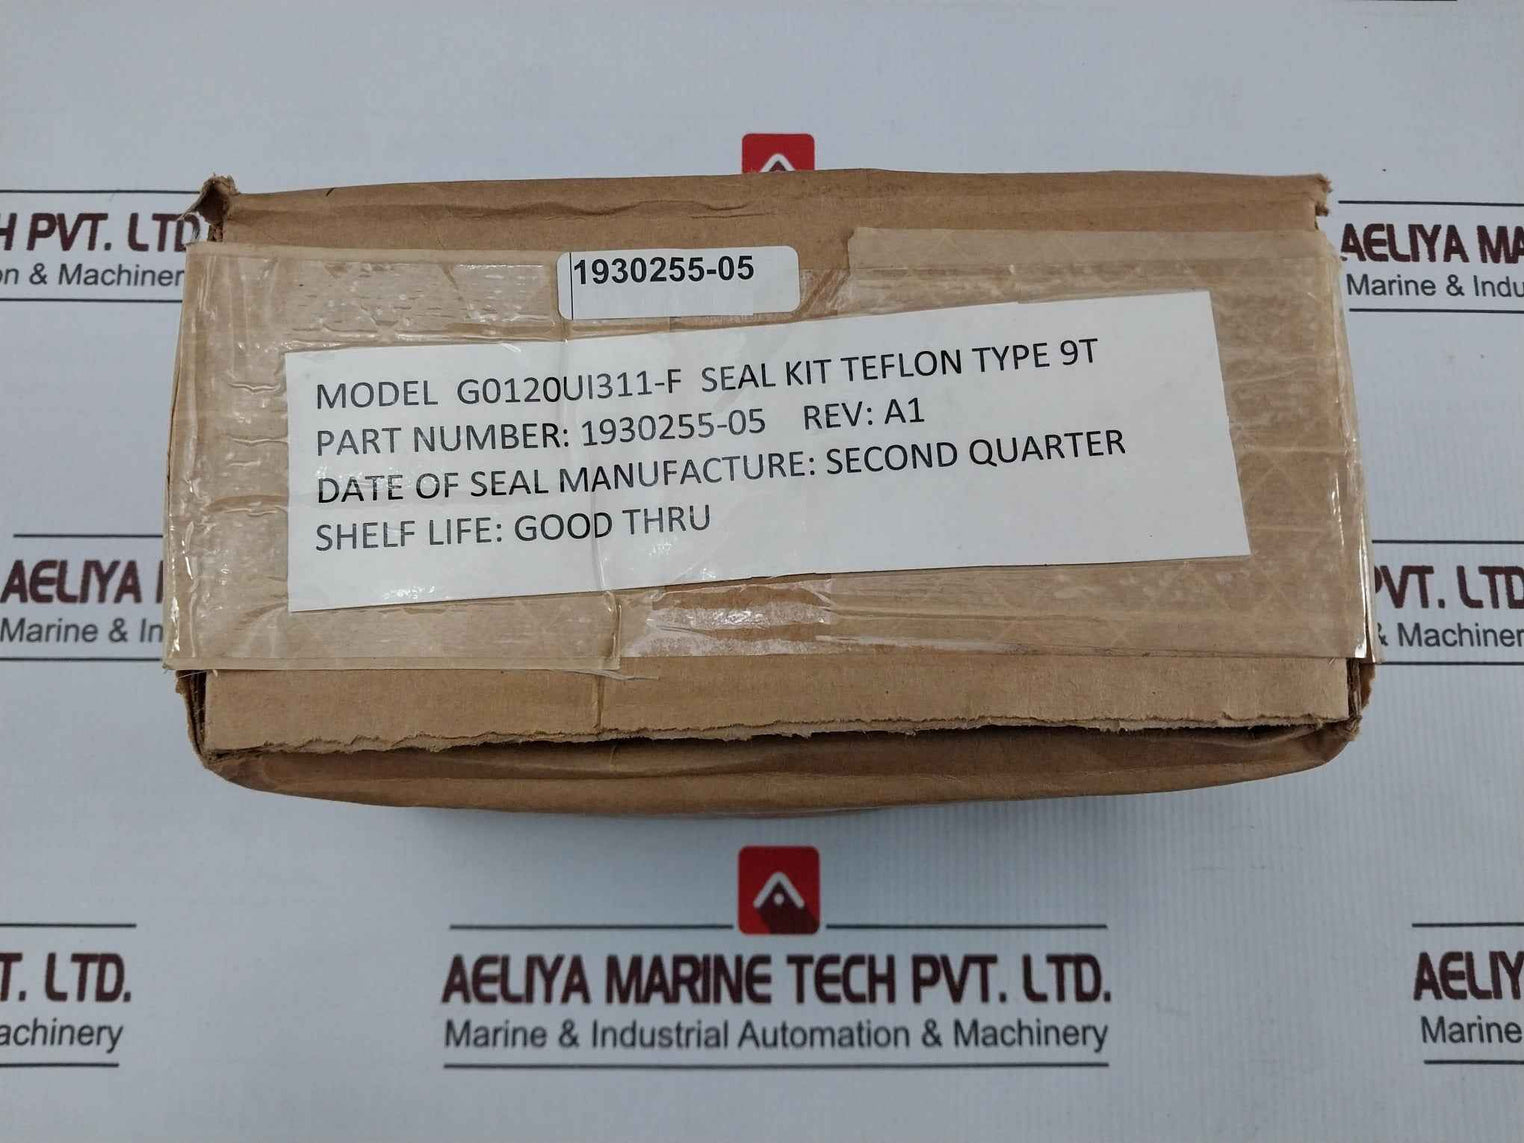 H PVT. LTD
on & Machiner
AELIYA MA
Marine & Indu
1930255-05
MODEL G0120UI311-F SEAL KIT TEFLON TYPE 9T
PART NUMBER: 1930255-05 REV: A1
DATE OF SEAL MANUFACTURE: SECOND QUARTER
SHELF LIFE: GOOD THRU
AELIYA
Marine & In
PVT. LTD
& Machiner
T. LTD.
achinery
AELIYA MARINE TECH PVT. LTD.
Marine & Industrial Automation & Machinery
AELIY
Marine